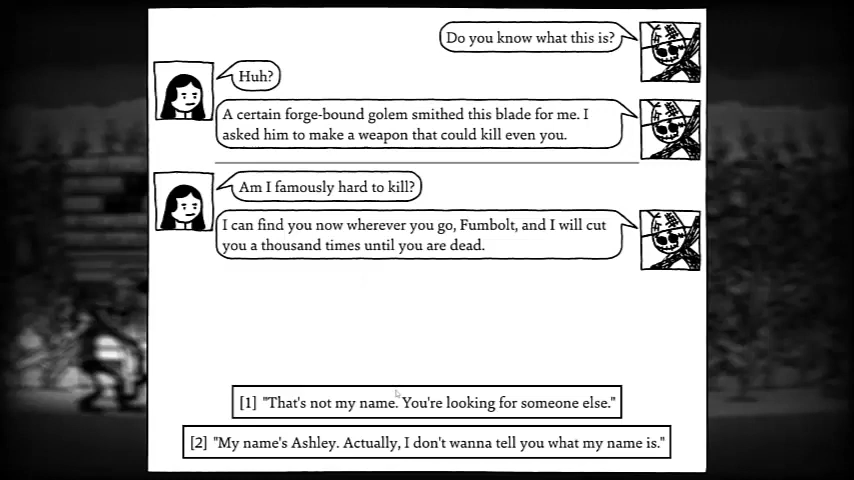 Do you know what this is?
Huh?
A certain forge-bound golem smithed this blade for me. I
asked him to make a weapon that could kill even you.
Am I famously hard to kill?
I can find you now wherever you go, Fumbolt, and I will cut
you a thousand times until you are dead.
[1] "That's not my name. You're looking for someone else."
[2] "My name's Ashley. Actually, I don't wanna tell you what my name is."